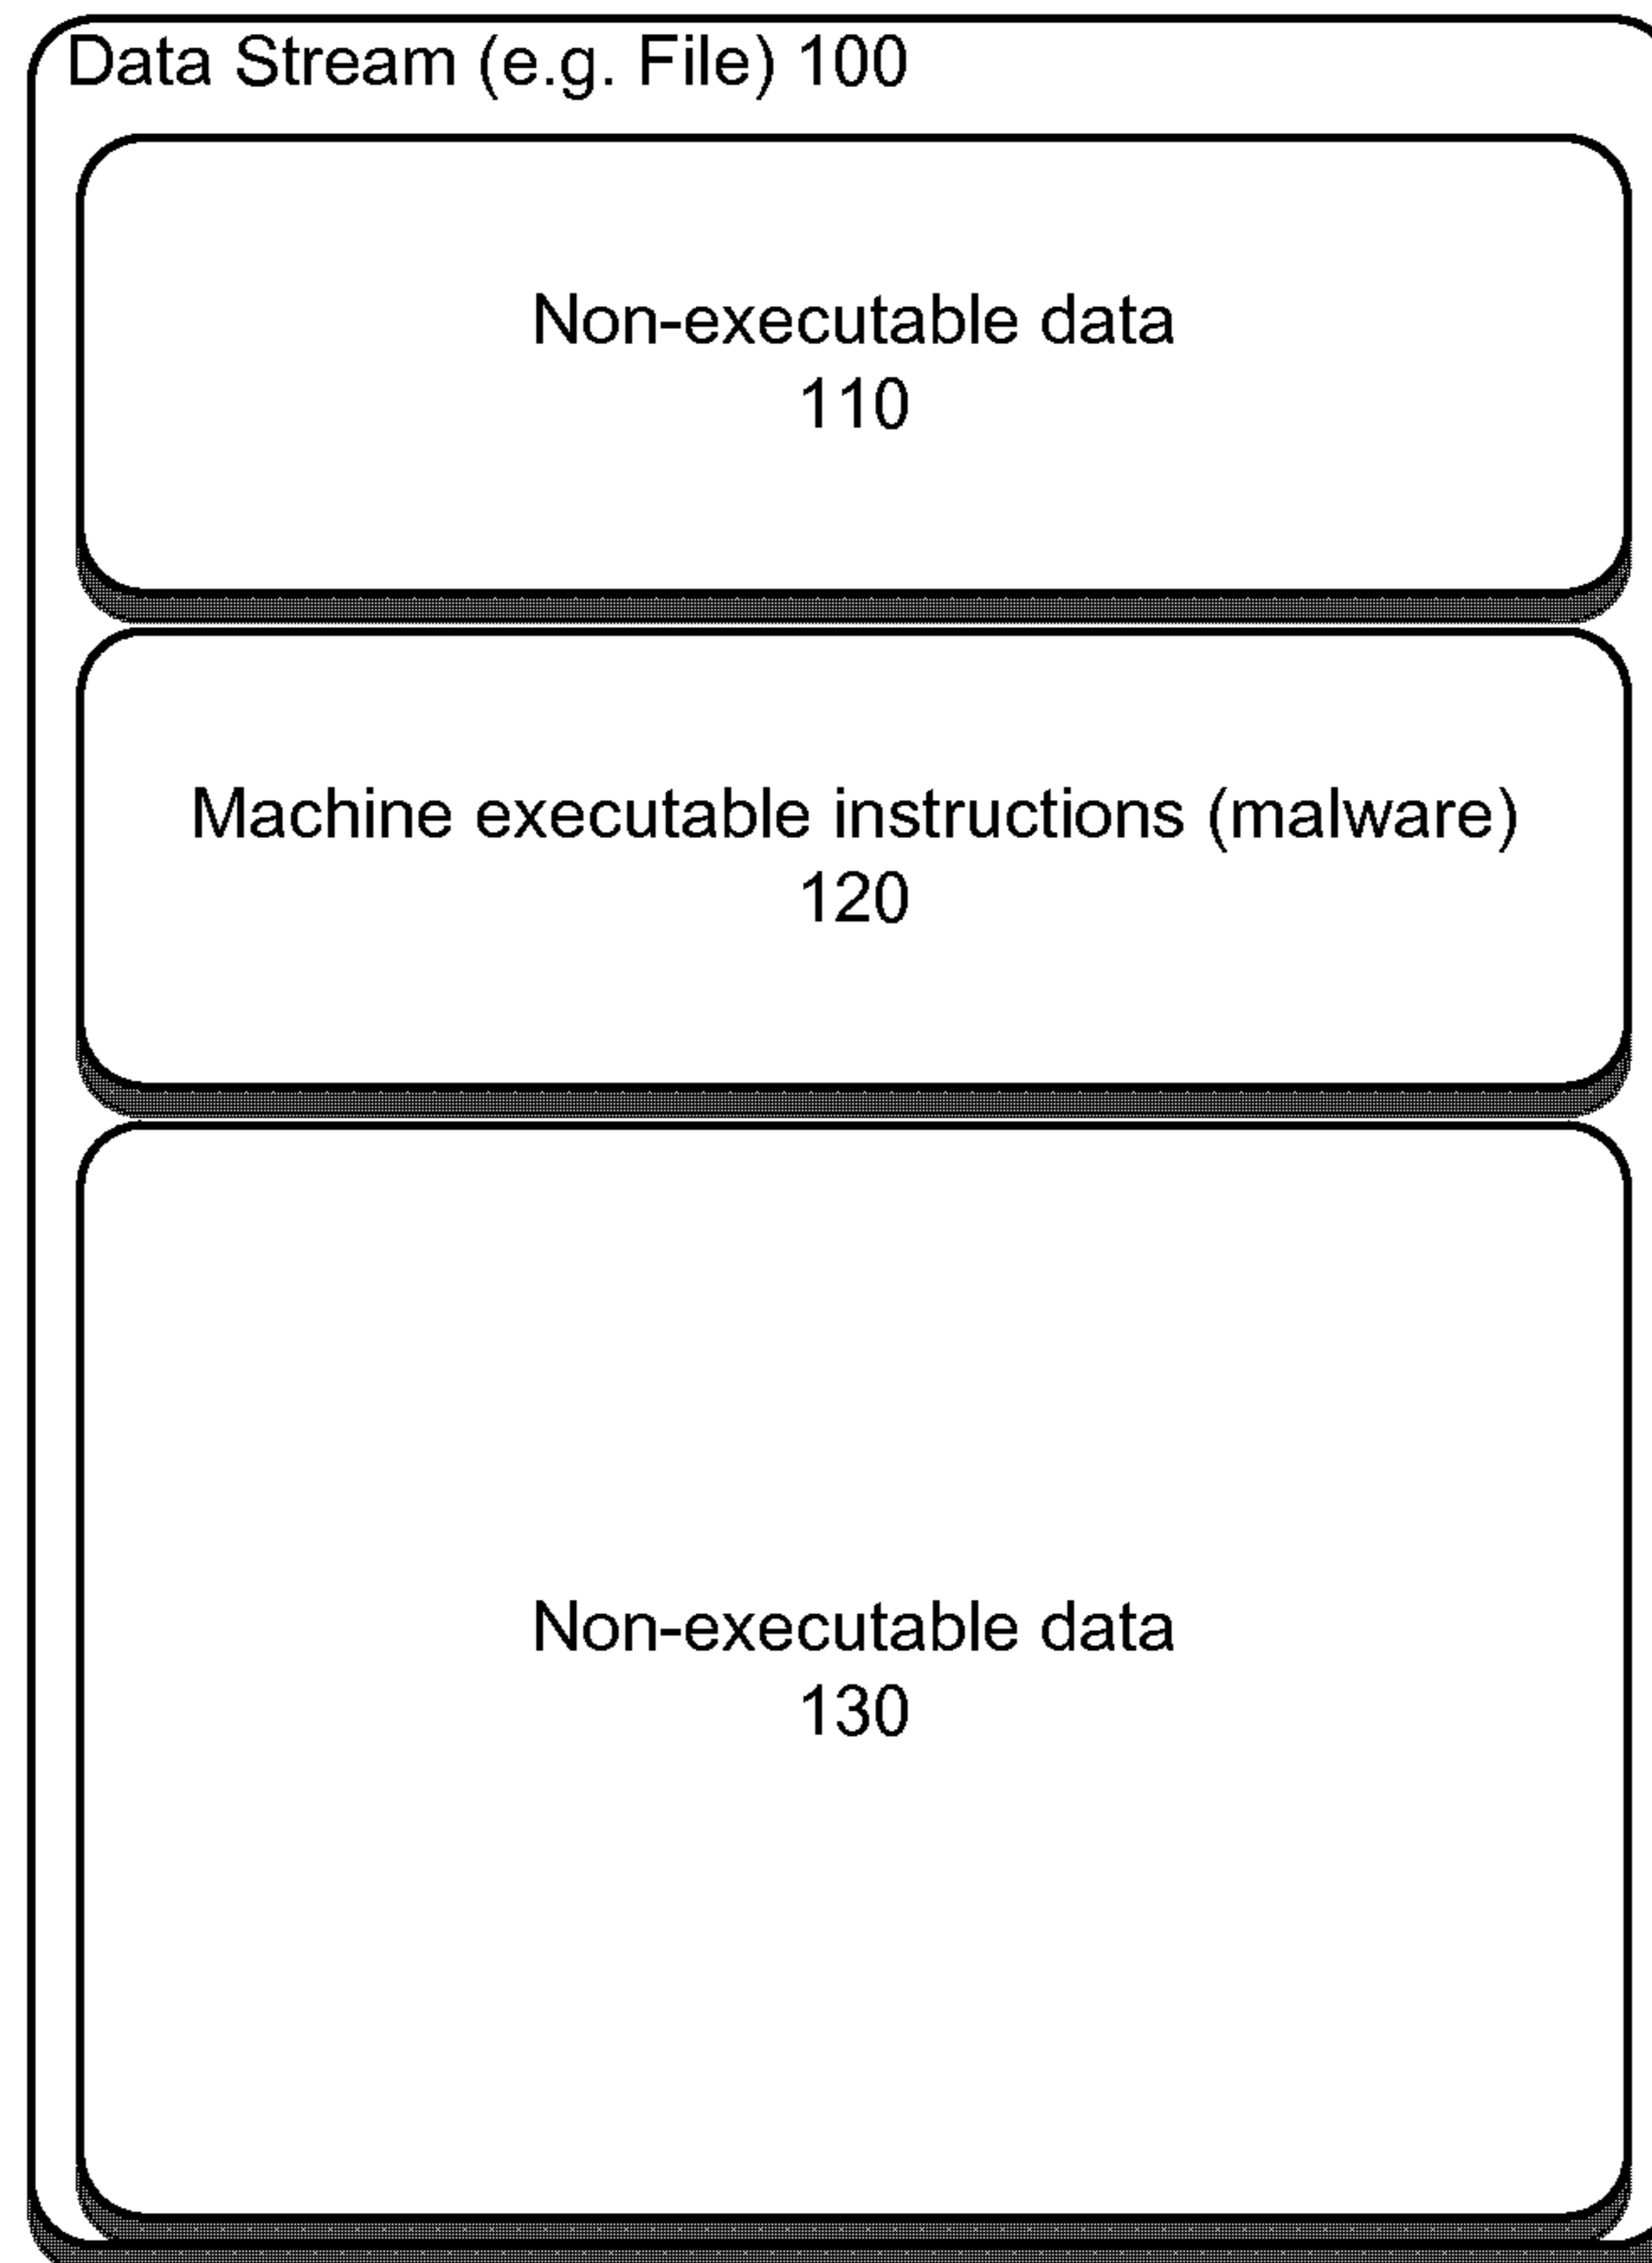 Data Stream (e.g. File) 100
Non-executable data
110
Machine executable instructions (malware)
120
Non-executable data
130